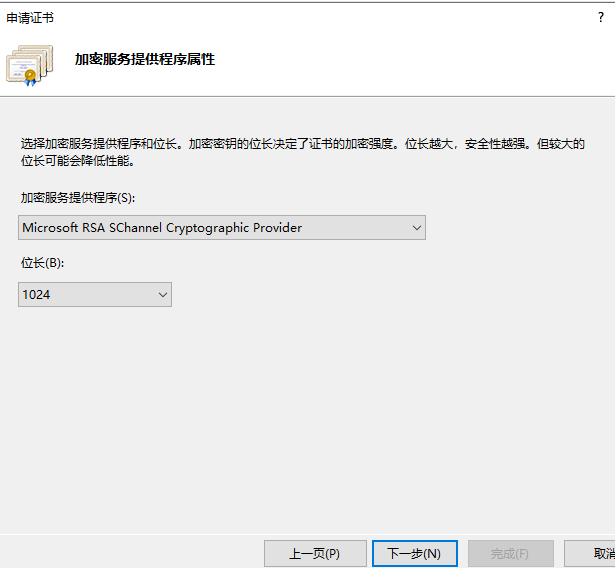 申请证书
?
加密服务提供程序属性
选择加密服务提供程序和位长。加密密钥的位长决定了证书的加密强度。位长越大，安全性越强。但较大的
位长可能会降低性能。
加密服务提供程序(S):
Microsoft RSA SChannel Cryptographic Provider
位长(B):
1024
上一页(P) 下一步(N) 完成(F) 取消